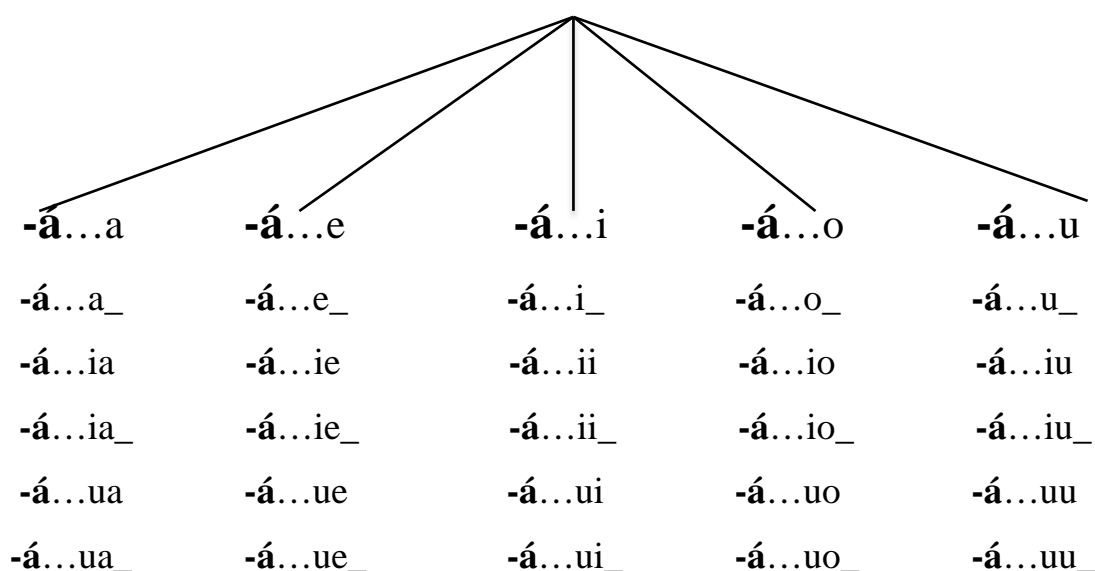 -á…a -á…e -á…i -á…o -á…u
-á…a_ -á…e_ -á…i_ -á…o_ -á…u_
-á…ia -á…ie -á…ii -á…io -á…iu
-á…ia_ -á…ie_ -á…ii_ -á…io_ -á…iu_
-á…ua -á…ue -á…ui -á…uo -á…uu
-á…ua_ -á…ue_ -á…ui_ -á…uo_ -á…uu_